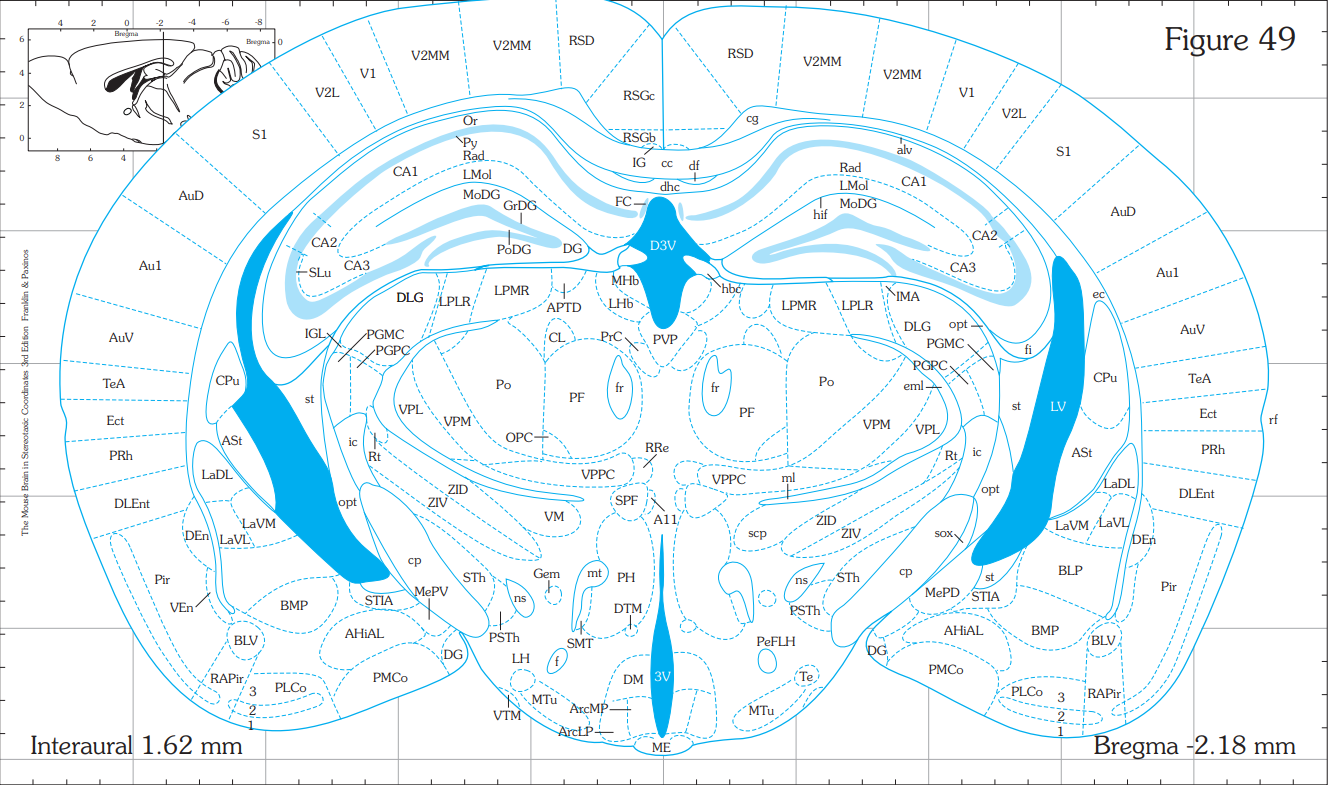 Figure 49
4 2 0 -2 -4 -6 -8
Bregma
Bregma 0
6
4
2
0
8 6 4
The Mouse Brain in Stereotaxic Coordinates 3rd Edition Franklin & Paxinos
RSD
RSD
V2MM
V2MM
V2MM
V2MM
V1
V1
V2L
V2L
S1
S1
RSGc
RSGb
cg
Or
Py
Rad
IG
cc
df
dhc
alv
CA1
LMol
MoDG
GrDG
FC
Rad
LMol
MoDG
CA1
hif
AuD
AuD
CA2
CA3
SLu
PoDG
DG
D3V
CA2
CA3
Au1
Au1
DLG
LPLR
LPMR
APTD
MHb
LHb
hbc
LPMR
LPLR
IMA
ec
IGL
PGMC
PGPC
CL
PrC
PVP
DLG
opt
PGMC
PGPC
fi
eml
AuV
AuV
TeA
TeA
CPu
CPu
st
st
LV
Po
PF
fr
fr
PF
Po
VPL
VPM
VPM
VPL
OPC
Ect
Ect
rf
ASt
ASt
PRh
PRh
ic
Rt
Rt
ic
RRe
VPPC
VPPC
ml
LaDL
LaDL
ZID
ZIV
SPF
A11
opt
opt
DLEnt
DLEnt
VM
scp
ZID
ZIV
sox
DEn
LaVM
LaVL
LaVM
LaVL
DEn
cp
cp
STh
STh
Gem
mt
PH
ns
ns
Pir
Pir
VEn
BMP
STIA
MePV
DTM
PSTh
MePD
st
STIA
BLP
AHiAL
PSTh
SMT
PeFLH
AHiAL
BMP
BLV
BLV
DG
LH
f
DM
3V
Te
DG
RAPir
PLCo
PMCo
PMCo
PLCo
RAPir
3
2
1
3
2
1
MTu
VTM
ArcMP
ArcLP
MTu
ME
Interaural 1.62 mm
Bregma -2.18 mm